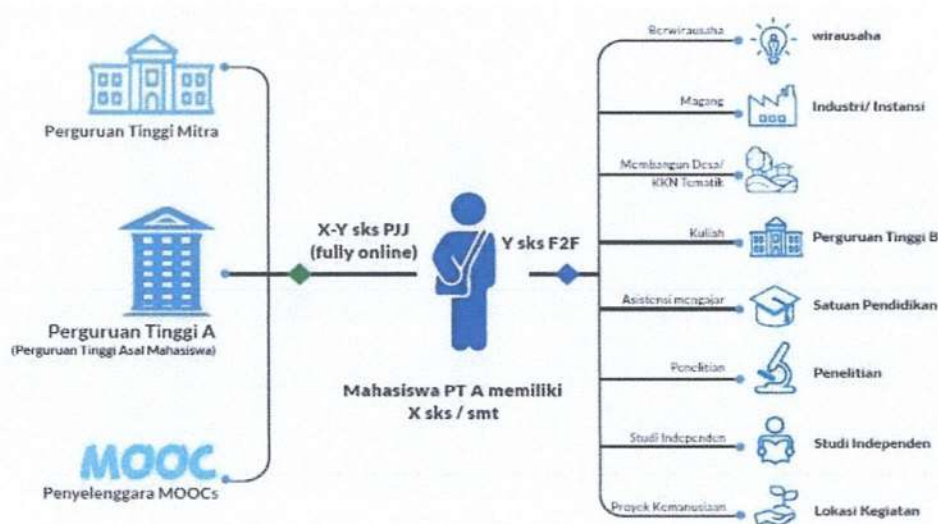 Perguruan Tinggi Mitra
X-Y sks PJJ
(fully online)
Perguruan Tinggi A
(Perguruan Tinggi Asal Mahasiswa)
MOOC
Penyelenggara MOOCs
Y sks F2F
Mahasiswa PT A memiliki
X sks / smt
Berwirausaha
wirausaha
Magang
Industri/ Instansi
Membangun Desa/
KKN Tematik
Kuliah
Perguruan Tinggi B
Asistensi mengajar
Satuan Pendidikan
Penelitian
Penelitian
Studi Independen
Studi Independen
Proyek Kemanusiaan
Lokasi Kegiatan